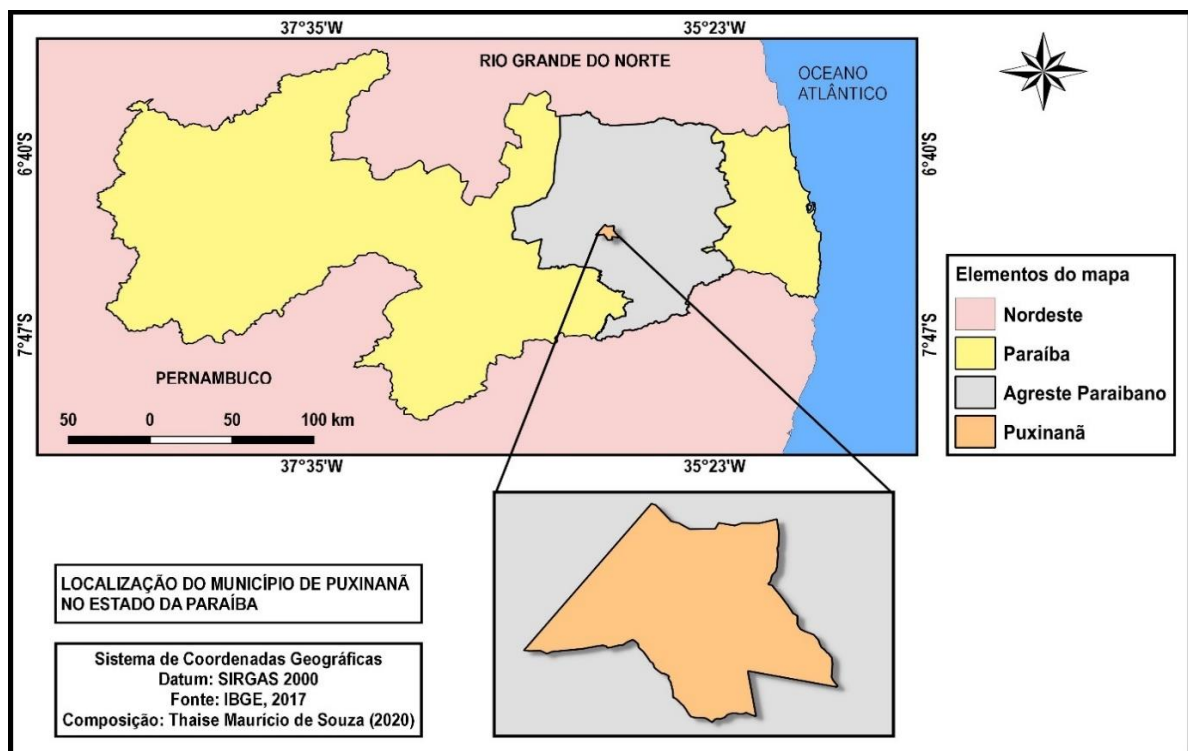 37°35'W
35°23'W
RIO GRANDE DO NORTE
OCEANO
ATLÂNTICO
6°40'S
6°40'S
7°47'S
7°47'S
PERNAMBUCO
50 0 50 100 km
37°35'W
35°23'W
Elementos do mapa
Nordeste
Paraíba
Agreste Paraibano
Puxinanã
LOCALIZAÇÃO DO MUNICÍPIO DE PUXINANÃ
NO ESTADO DA PARAÍBA
Sistema de Coordenadas Geográficas
Datum: SIRGAS 2000
Fonte: IBGE, 2017
Composição: Thaise Maurício de Souza (2020)